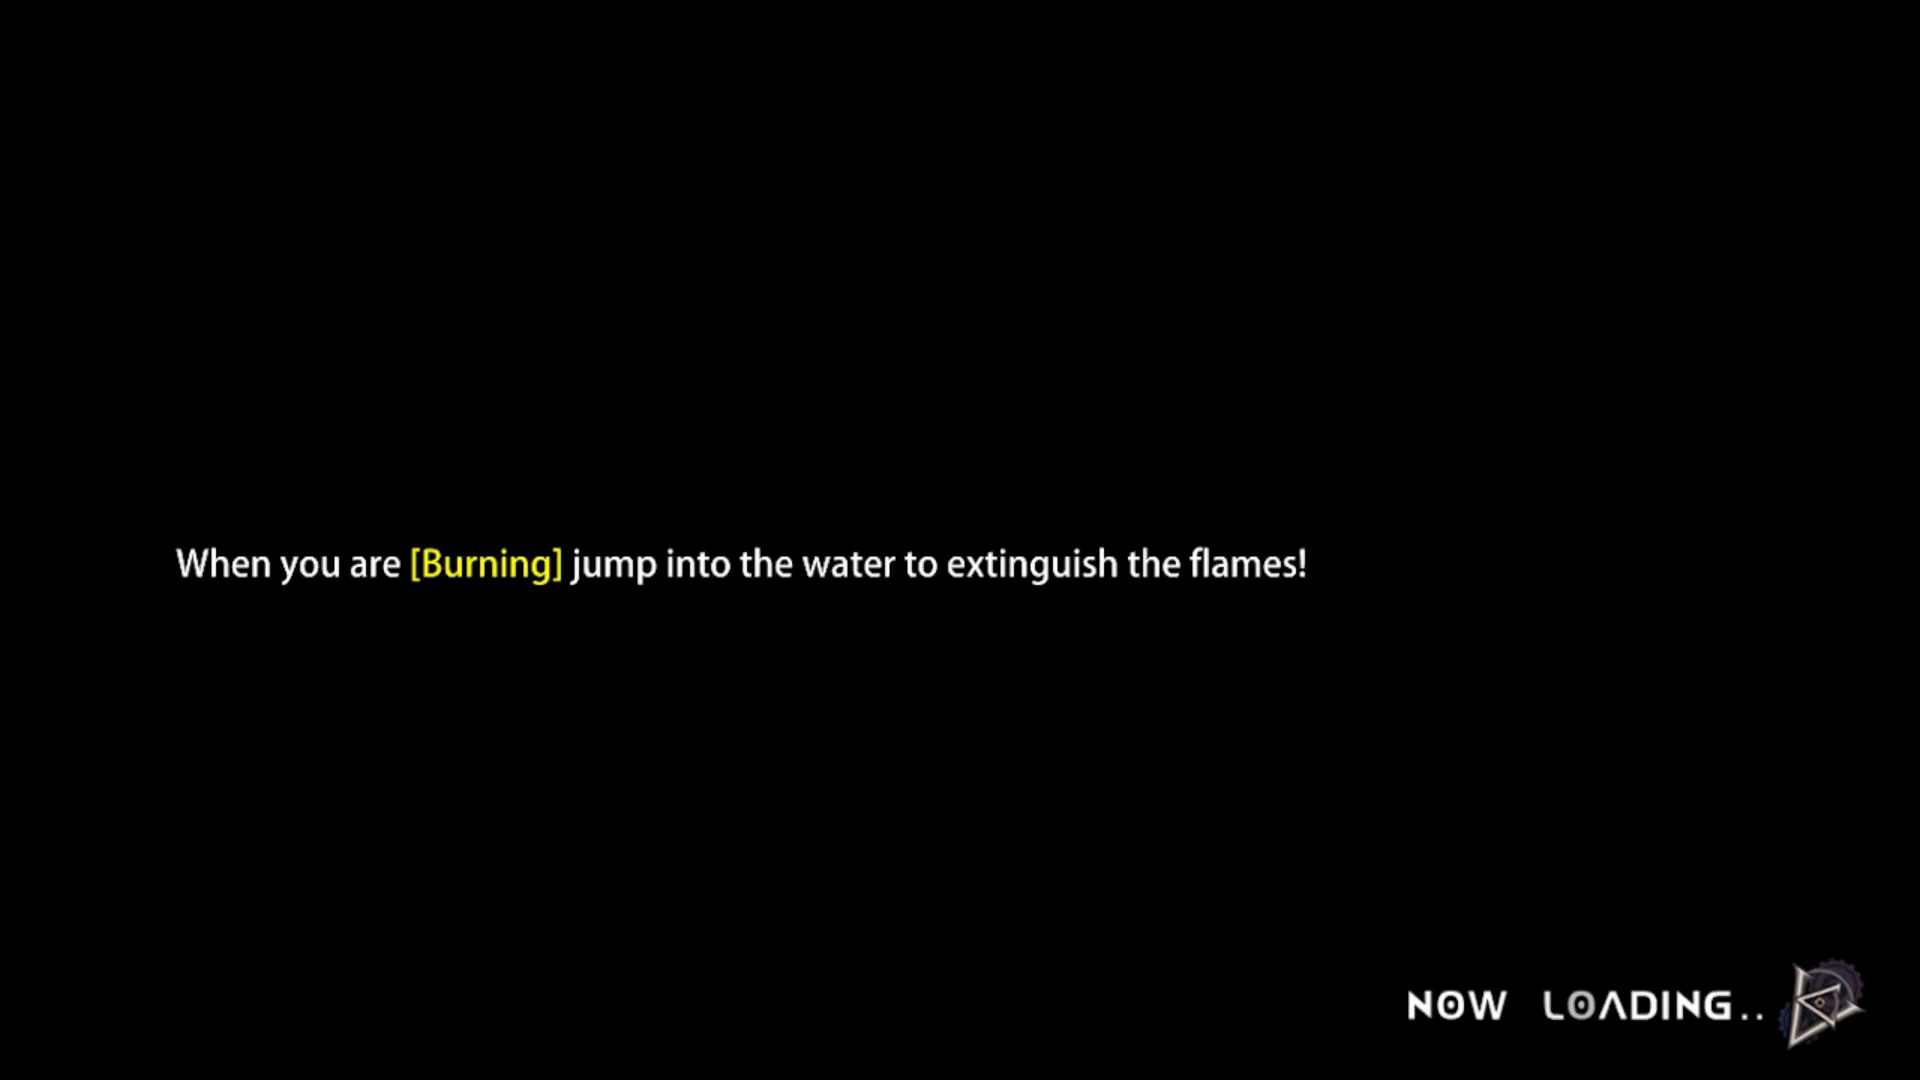 When you are [Burning] jump into the water to extinguish the flames!
NOW LOADING..